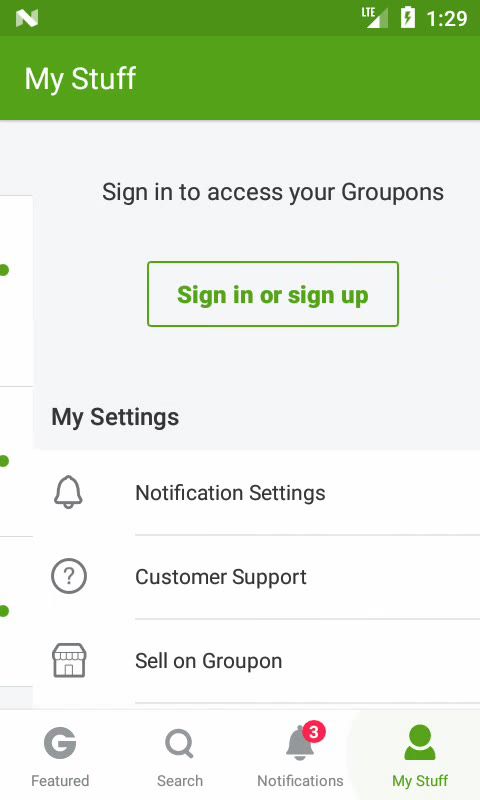 LTE 1:29
My Stuff
Sign in to access your Groupons
Sign in or sign up
My Settings
Notification Settings
? Customer Support
Sell on Groupon
3
G
Featured Search Notifications My Stuff